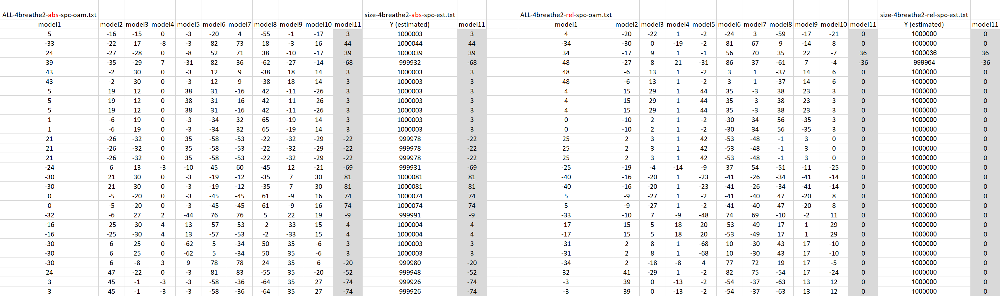 ALL-4breathe2-abs-spc-oam.txt size-4breathe2-abs-spc-est.txt ALL-4breathe2-rel-spc-oam.txt size-4breathe2-rel-spc-est.txt
model1 model2 model3 model4 model5 model6 model7 model8 model9 model10 model11 Y (estimated) model11 model1 model2 model3 model4 model5 model6 model7 model8 model9 model10 model11 Y (estimated) model11
5 -16 -15 0 -3 -20 4 -55 -1 -17 3 1000003 3 4 -20 -22 1 -2 -24 3 -59 -17 -21 0 1000000 0
-33 -22 17 -8 -3 82 73 18 -3 16 44 1000044 44 -34 -30 0 -19 -2 81 67 9 -14 8 0 1000000 0
24 -27 -28 0 -8 52 71 38 -10 -17 39 1000039 39 34 -17 9 1 -1 56 70 35 22 -7 36 1000036 36
39 -35 -29 7 -31 82 36 -62 -27 -14 -68 999932 -68 48 -27 8 21 -31 86 37 -61 7 -4 -36 999964 -36
43 -2 30 0 -3 12 9 -38 18 14 3 1000003 3 48 -6 13 1 -2 3 1 -37 14 6 0 1000000 0
43 -2 30 0 -3 12 9 -38 18 14 3 1000003 3 48 -6 13 1 -2 3 1 -37 14 6 0 1000000 0
5 19 12 0 38 31 -16 42 -11 -26 3 1000003 3 4 15 29 1 44 35 -3 38 23 3 0 1000000 0
5 19 12 0 38 31 -16 42 -11 -26 3 1000003 3 4 15 29 1 44 35 -3 38 23 3 0 1000000 0
5 19 12 0 38 31 -16 42 -11 -26 3 1000003 3 4 15 29 1 44 35 -3 38 23 3 0 1000000 0
1 -6 19 0 -3 -34 32 65 -19 14 3 1000003 3 0 -10 2 1 -2 -30 34 56 -35 3 0 1000000 0
1 -6 19 0 -3 -34 32 65 -19 14 3 1000003 3 0 -10 2 1 -2 -30 34 56 -35 3 0 1000000 0
21 -26 -32 0 35 -58 -53 -22 -32 -29 -22 999978 -22 25 2 3 1 42 -53 -48 -1 3 0 0 1000000 0
21 -26 -32 0 35 -58 -53 -22 -32 -29 -22 999978 -22 25 2 3 1 42 -53 -48 -1 3 0 0 1000000 0
21 -26 -32 0 35 -58 -53 -22 -32 -29 -22 999978 -22 25 2 3 1 42 -53 -48 -1 3 0 0 1000000 0
-24 6 13 -3 -10 45 60 -45 12 -21 -69 999931 -69 -25 -19 -4 -14 -9 37 54 -51 -11 -25 0 1000000 0
-30 21 30 0 -3 -19 -12 -35 7 30 81 1000081 81 -40 -16 -20 1 -23 -41 -26 -34 -41 -14 0 1000000 0
-30 21 30 0 -3 -19 -12 -35 7 30 81 1000081 81 -40 -16 -20 1 -23 -41 -26 -34 -41 -14 0 1000000 0
0 -5 -20 0 -3 -45 -45 61 -9 16 74 1000074 74 5 -9 -27 1 -2 -41 -40 47 -20 8 0 1000000 0
0 -5 -20 0 -3 -45 -45 61 -9 16 74 1000074 74 5 -9 -27 1 -2 -41 -40 47 -20 8 0 1000000 0
-32 -6 27 2 -44 76 76 5 22 19 -9 999991 -9 -33 -10 7 -9 -48 74 69 -10 -2 11 0 1000000 0
-16 -25 -30 4 13 -57 -53 -2 -33 15 4 1000004 4 -17 15 5 18 20 -53 -49 17 1 29 0 1000000 0
-16 -25 -30 4 13 -57 -53 -2 -33 15 4 1000004 4 -17 15 5 18 20 -53 -49 17 1 29 0 1000000 0
-30 6 25 0 -62 5 -34 50 35 -6 3 1000003 3 -31 2 8 1 -68 10 -30 43 17 -10 0 1000000 0
-30 6 25 0 -62 5 -34 50 35 -6 3 1000003 3 -31 2 8 1 -68 10 -30 43 17 -10 0 1000000 0
-30 6 -8 3 9 78 78 24 35 6 -20 999980 -20 -34 2 -18 -8 4 77 72 19 17 -5 0 1000000 0
24 47 -22 0 -3 81 83 -55 35 -20 -52 999948 -52 32 41 -29 1 -2 82 75 -54 17 -24 0 1000000 0
3 45 -1 -3 -3 -58 -36 -64 35 27 -74 999926 -74 -3 39 0 -13 -2 -54 -37 -63 13 12 0 1000000 0
3 45 -1 -3 -3 -58 -36 -64 35 27 -74 999926 -74 -3 39 0 -13 -2 -54 -37 -63 13 12 0 1000000 0